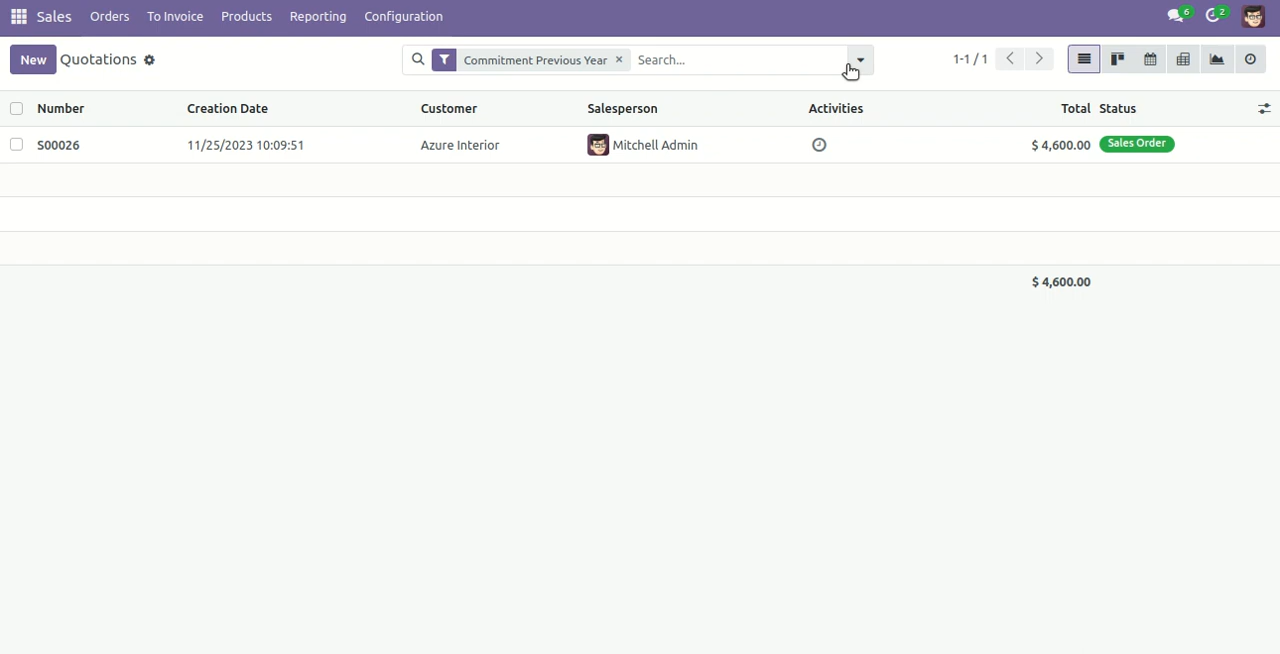 Sales Orders To Invoice Products Reporting Configuration 6 2
New Quotations Commitment Previous Year × Search... 1-1 / 1
Number Creation Date Customer Salesperson Activities Total Status
S00026 11/25/2023 10:09:51 Azure Interior Mitchell Admin $ 4,600.00 Sales Order
$ 4,600.00